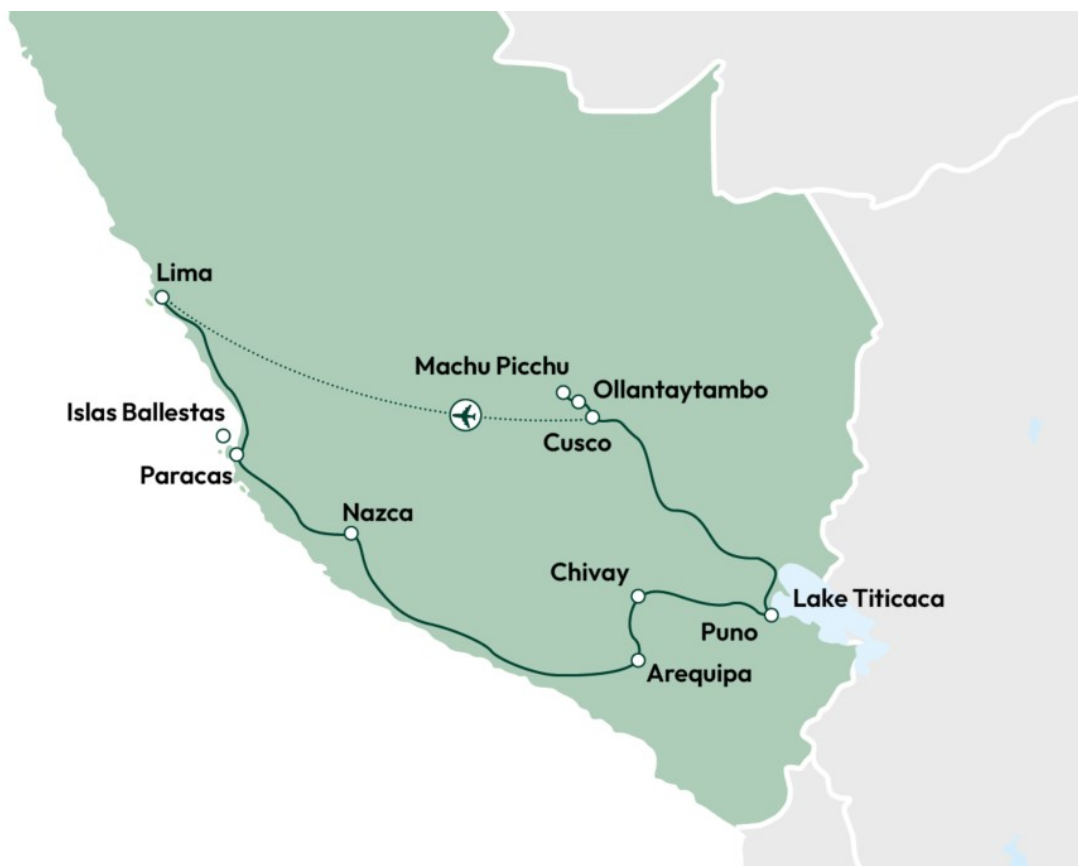 Lima
Machu Picchu
Ollantaytambo
Islas Ballestas
Cusco
Paracas
Nazca
Chivay
Lake Titicaca
Puno
Arequipa